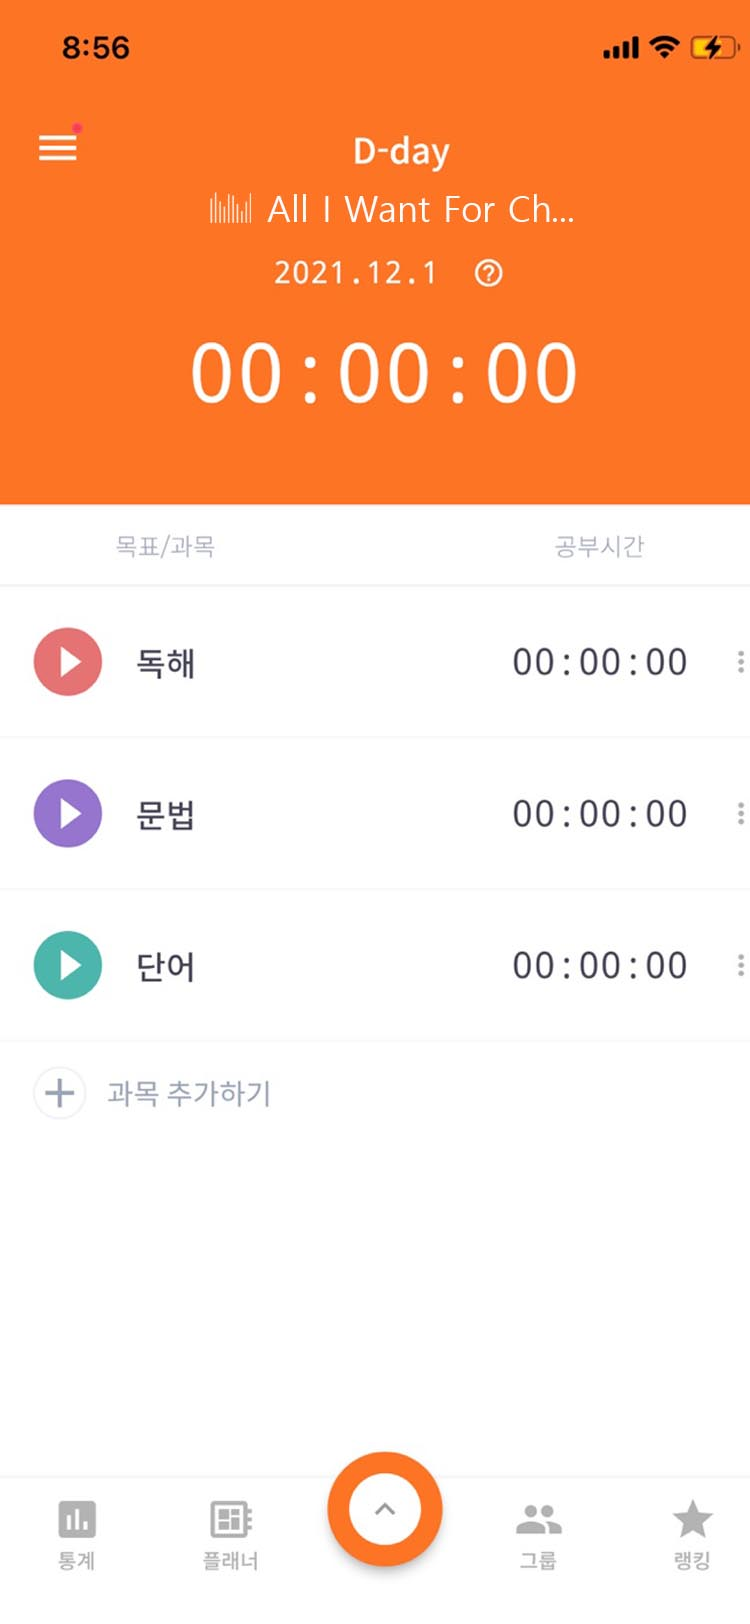 8:56
D-day
All I Want For Ch...
2021.12.1
00:00:00
목표/과목 공부시간
독해 00:00:00
문법 00:00:00
단어 00:00:00
과목 추가하기
통계 플래너 그룹 랭킹